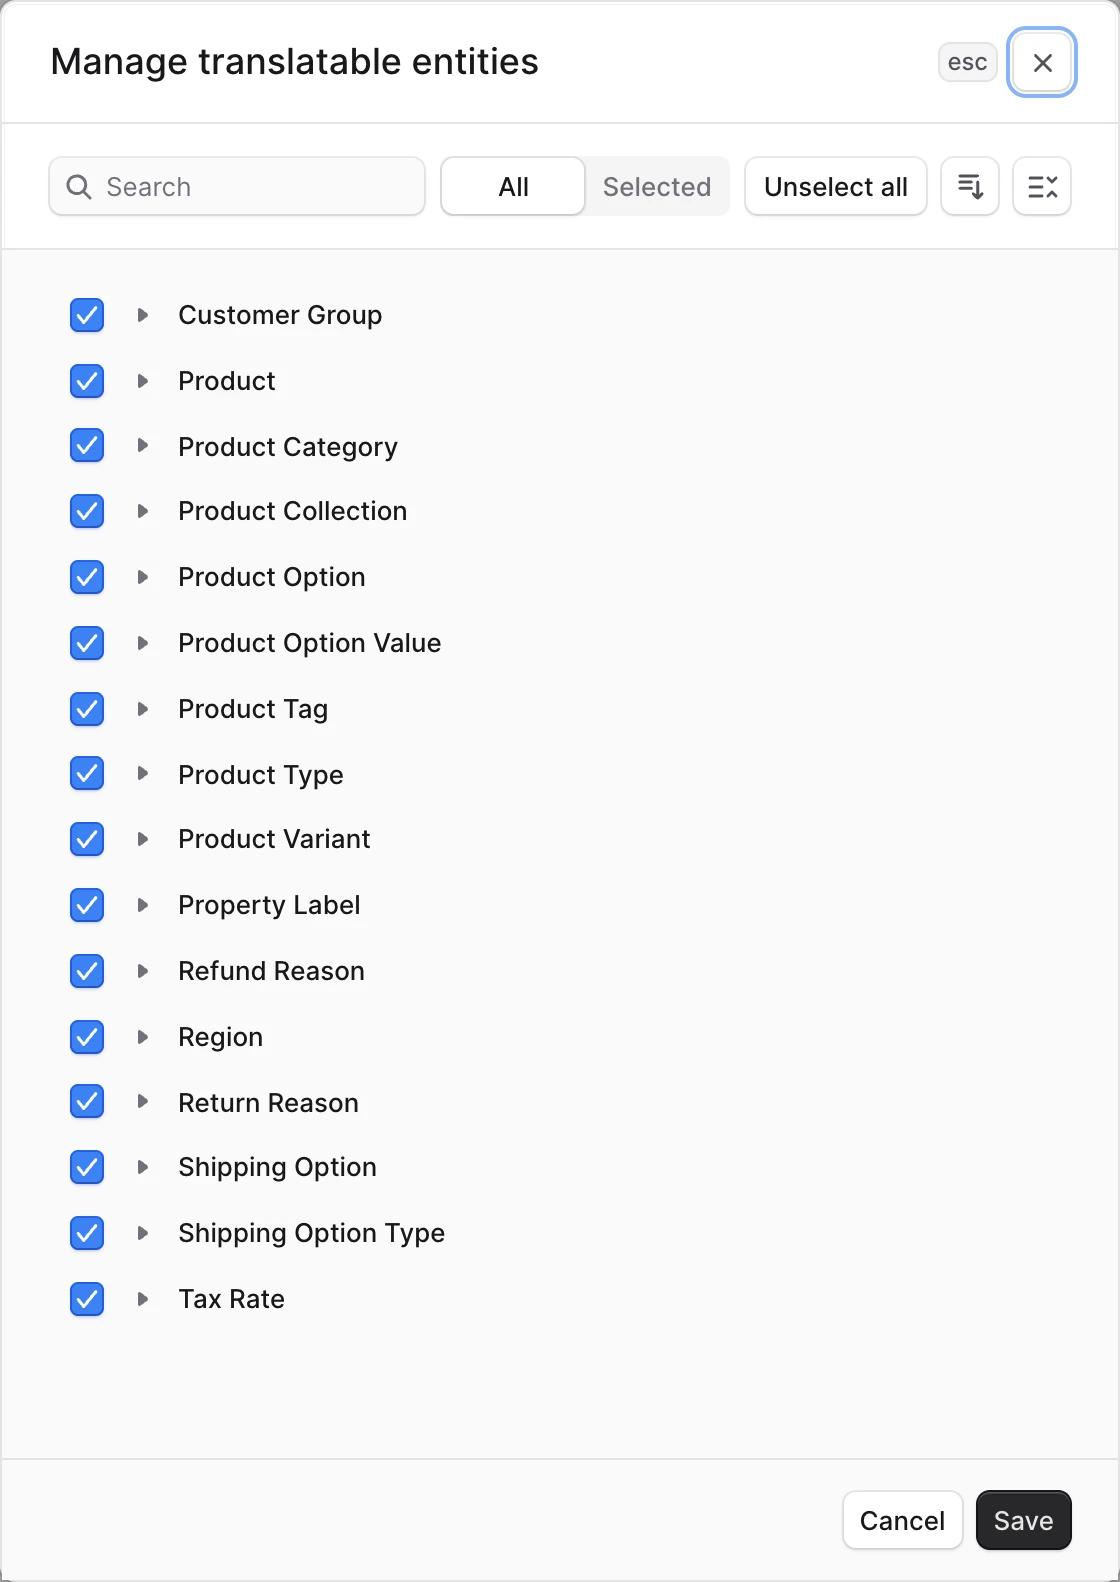 Manage translatable entities
esc
Search
All
Selected
Unselect all
Customer Group
Product
Product Category
Product Collection
Product Option
Product Option Value
Product Tag
Product Type
Product Variant
Property Label
Refund Reason
Region
Return Reason
Shipping Option
Shipping Option Type
Tax Rate
Cancel
Save